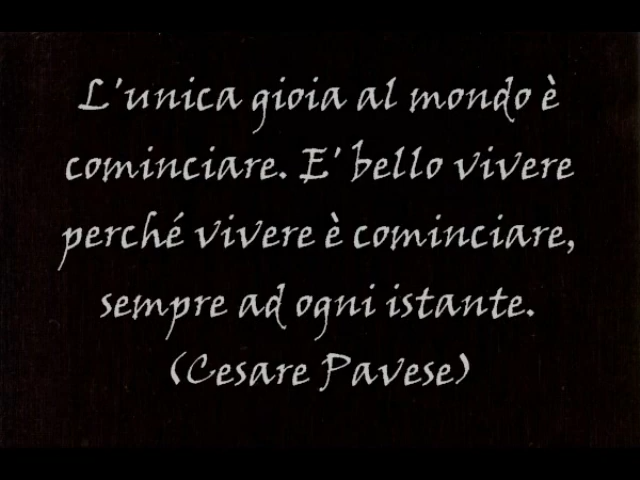 L'unica gioia al mondo è
cominciare. E' bello vivere
perché vivere è cominciare,
sempre ad ogni istante.
(Cesare Pavese)